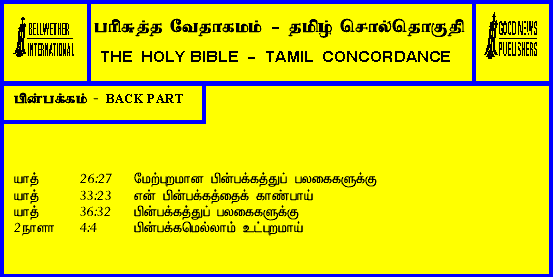 BELLWETHER
INTERNATIONAL
பரிசுத்த வேதாகமம் - தமிழ் சொல்தொகுதி
THE HOLY BIBLE - TAMIL CONCORDANCE
GOOD NEWS
PUBLISHERS
பின்பக்கம் - BACK PART
யாத் 26:27 மேற்புறமான பின்பக்கத்துப் பலகைகளுக்கு
யாத் 33:23 என் பின்பக்கத்தைக் காண்பாய்
யாத் 36:32 பின்பக்கத்துப் பலகைகளுக்கு
2நாளா 4:4 பின்பக்கமெல்லாம் உட்புறமாய்